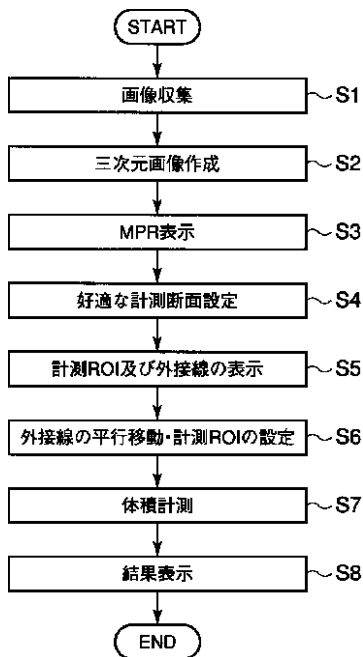 START
画像収集 S1
三次元画像作成 S2
MPR表示 S3
好適な計測断面設定 S4
計測ROI及び外接線の表示 S5
外接線の平行移動・計測ROIの設定 S6
体積計測 S7
結果表示 S8
END